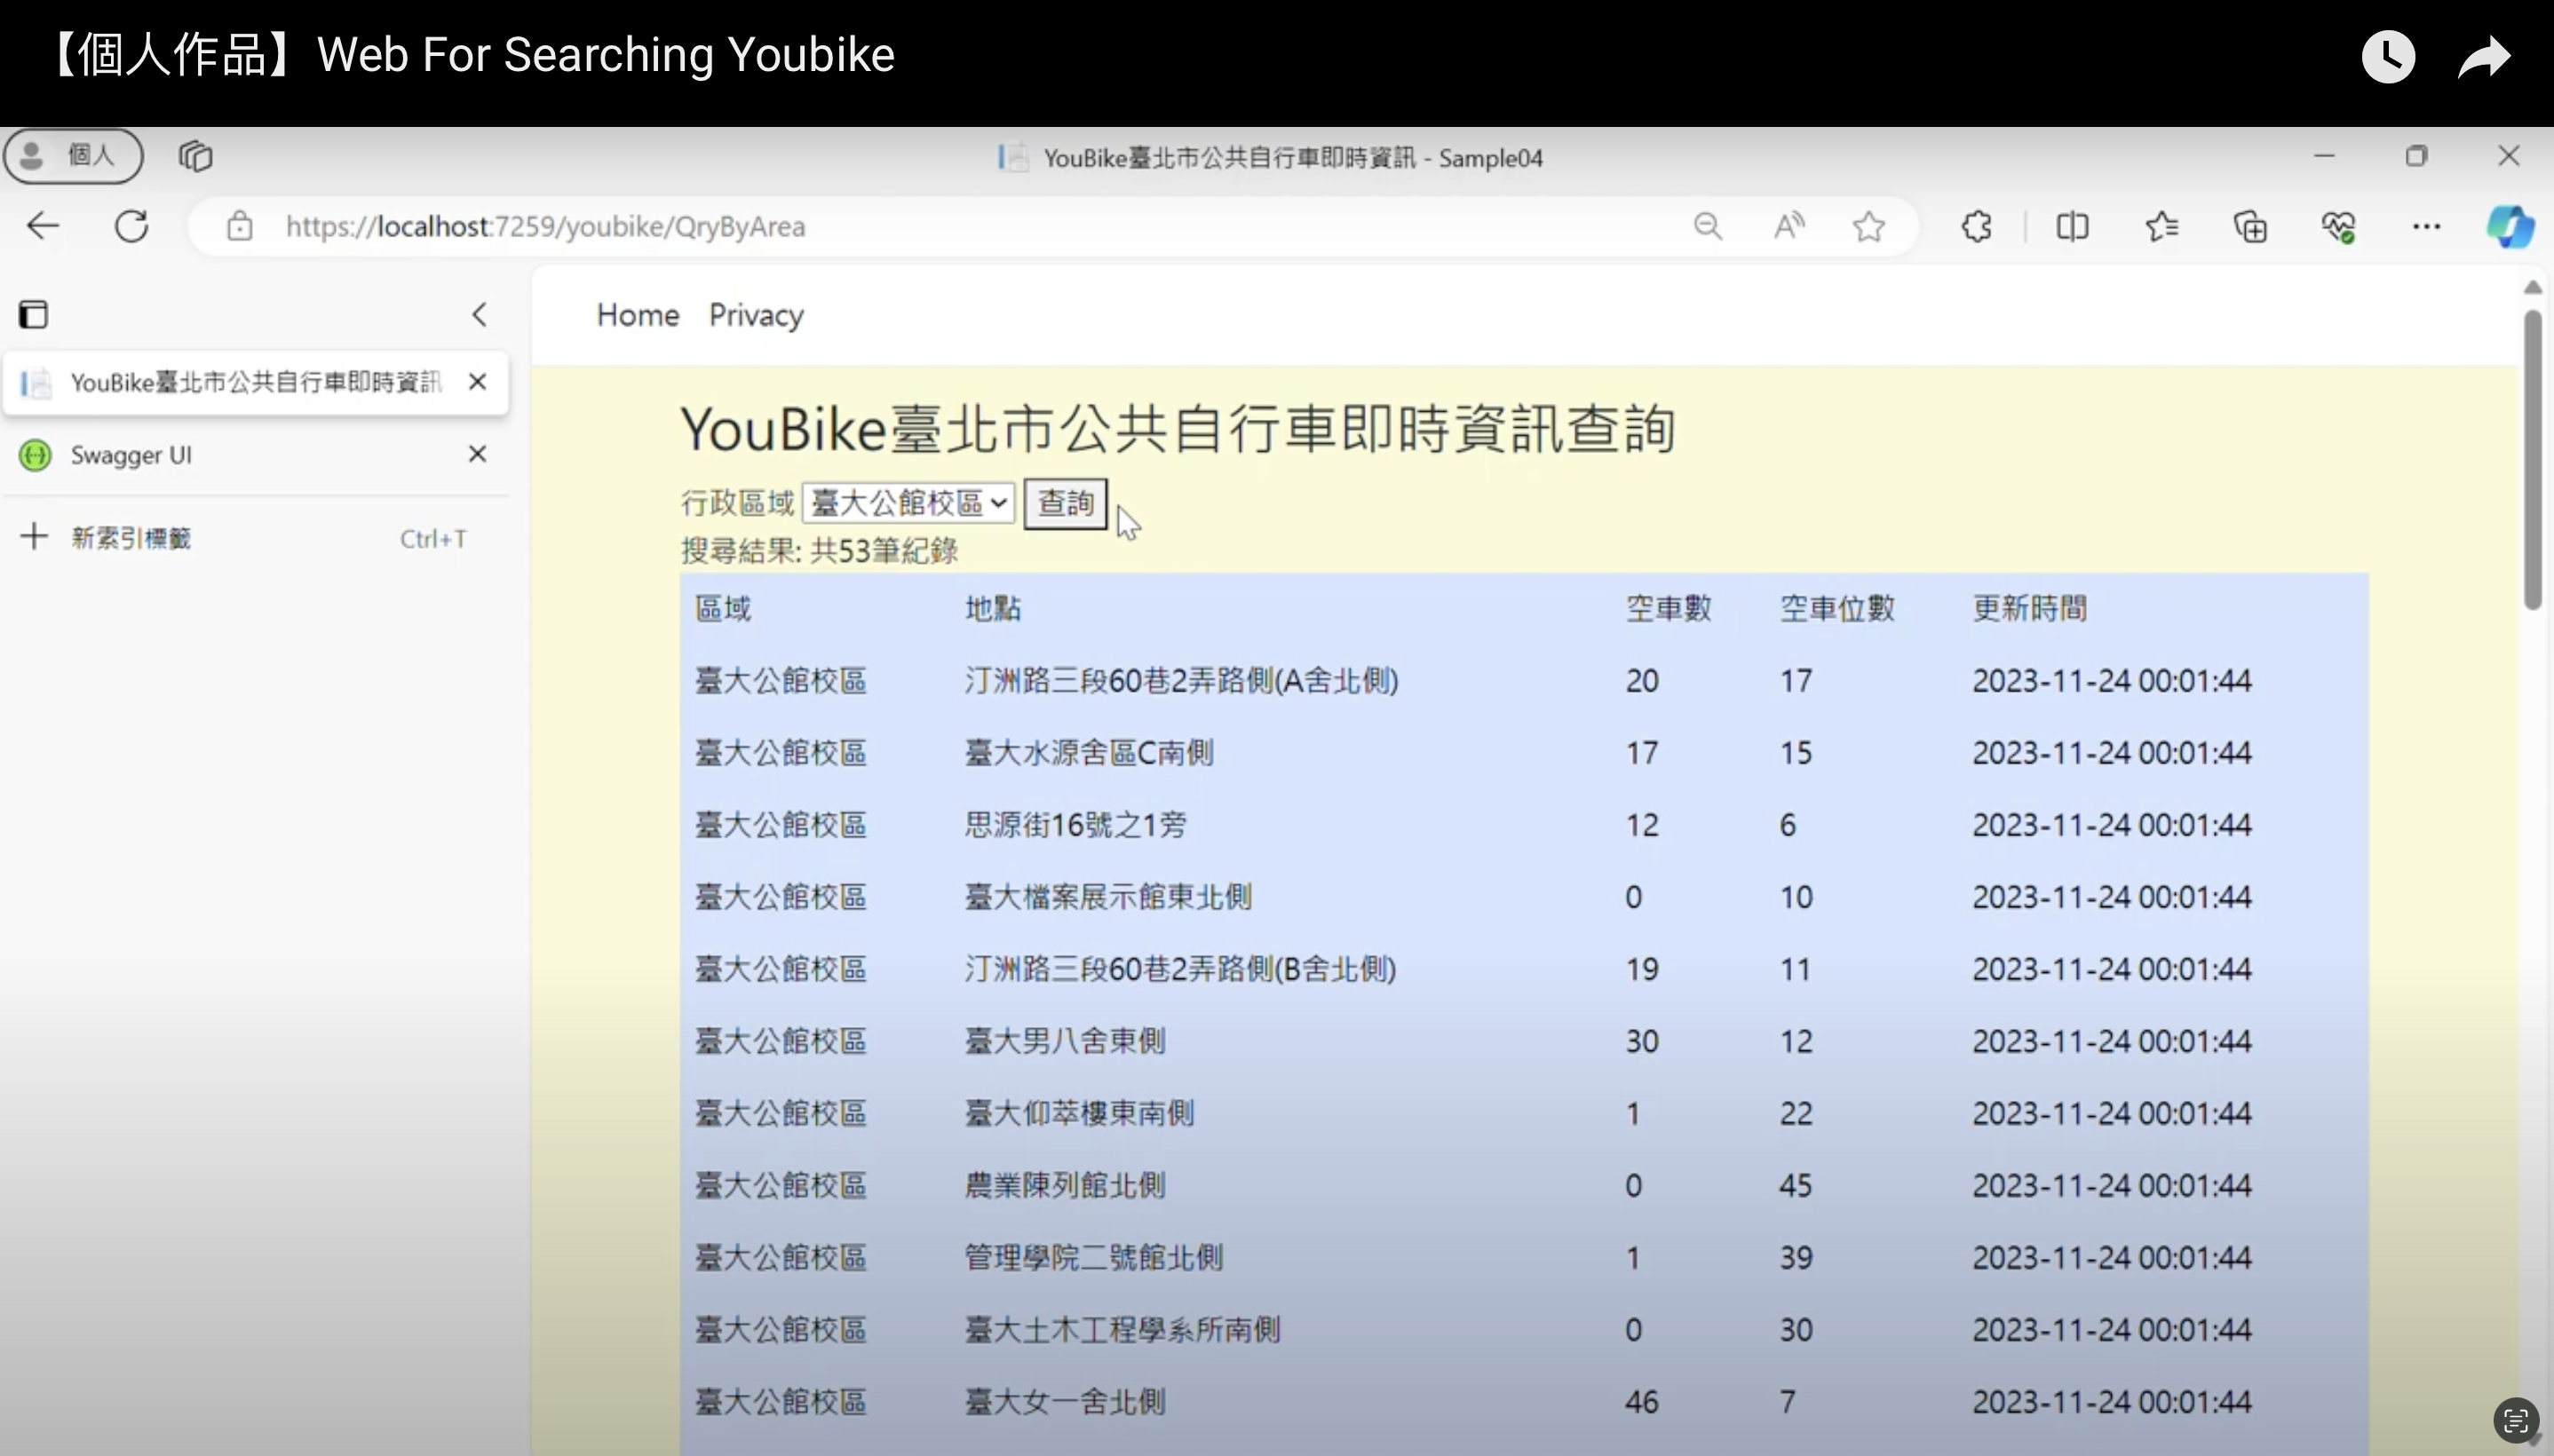 【個人作品】Web For Searching Youbike
個人
YouBike臺北市公共自行車即時資訊 - Sample04
https://localhost:7259/youbike/QryByArea
Home Privacy
YouBike臺北市公共自行車即時資訊
Swagger UI
新索引標籤 Ctrl+T
YouBike臺北市公共自行車即時資訊查詢
行政區域 臺大公館校區 查詢
搜尋結果: 共53筆紀錄
區域 地點 空車數 空車位數 更新時間
臺大公館校區 汀洲路三段60巷2弄路側(A舍北側) 20 17 2023-11-24 00:01:44
臺大公館校區 臺大水源舍區C南側 17 15 2023-11-24 00:01:44
臺大公館校區 思源街16號之1旁 12 6 2023-11-24 00:01:44
臺大公館校區 臺大檔案展示館東北側 0 10 2023-11-24 00:01:44
臺大公館校區 汀洲路三段60巷2弄路側(B舍北側) 19 11 2023-11-24 00:01:44
臺大公館校區 臺大男八舍東側 30 12 2023-11-24 00:01:44
臺大公館校區 臺大仰萃樓東南側 1 22 2023-11-24 00:01:44
臺大公館校區 農業陳列館北側 0 45 2023-11-24 00:01:44
臺大公館校區 管理學院二號館北側 1 39 2023-11-24 00:01:44
臺大公館校區 臺大土木工程學系所南側 0 30 2023-11-24 00:01:44
臺大公館校區 臺大女一舍北側 46 7 2023-11-24 00:01:44